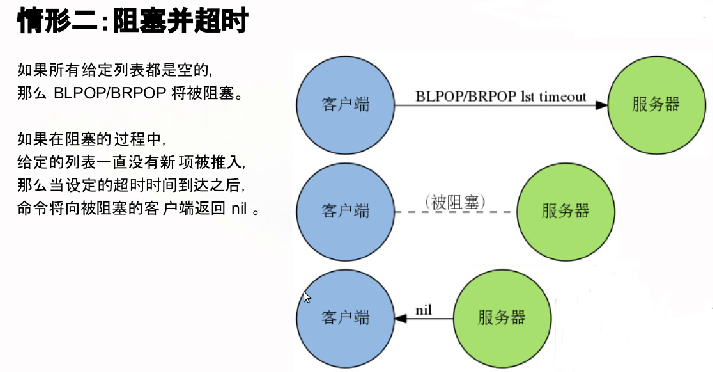 情形二：阻塞并超时
如果所有给定列表都是空的，
那么 BLPOP/BRPOP 将被阻塞。
如果在阻塞的过程中，
给定的列表一直没有新项被推入，
那么当设定的超时时间到达之后，
命令将向被阻塞的客户端返回 nil 。
客户端
BLPOP/BRPOP lst timeout
服务器
客户端
（被阻塞）
服务器
客户端
nil
服务器